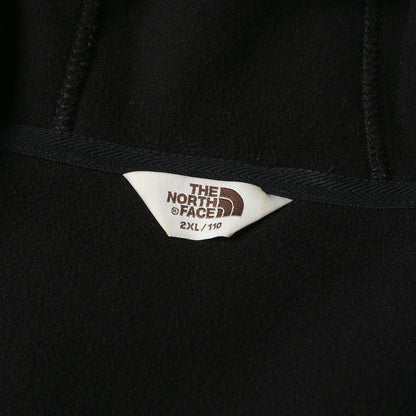 THE
NORTH
FACE
2XL / 110